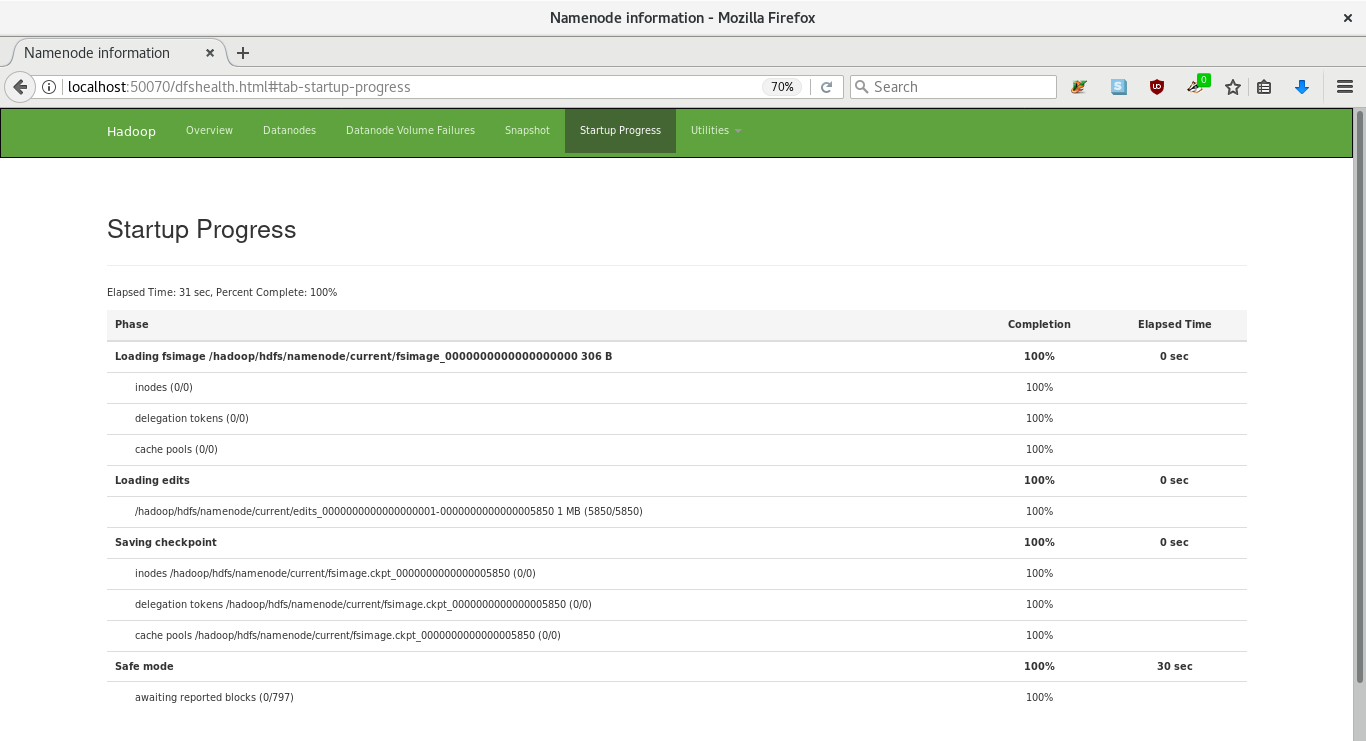 Namenode information - Mozilla Firefox
Namenode information
localhost:50070/dfshealth.html#tab-startup-progress 70% Search 0
Hadoop Overview Datanodes Datanode Volume Failures Snapshot Startup Progress Utilities
Startup Progress
Elapsed Time: 31 sec, Percent Complete: 100%
Phase Completion Elapsed Time
Loading fsimage /hadoop/hdfs/namenode/current/fsimage_0000000000000000000 306 B 100% 0 sec
inodes (0/0) 100%
delegation tokens (0/0) 100%
cache pools (0/0) 100%
Loading edits 100% 0 sec
/hadoop/hdfs/namenode/current/edits_0000000000000000001-0000000000000005850 1 MB (5850/5850) 100%
Saving checkpoint 100% 0 sec
inodes /hadoop/hdfs/namenode/current/fsimage.ckpt_0000000000000005850 (0/0) 100%
delegation tokens /hadoop/hdfs/namenode/current/fsimage.ckpt_0000000000000005850 (0/0) 100%
cache pools /hadoop/hdfs/namenode/current/fsimage.ckpt_0000000000000005850 (0/0) 100%
Safe mode 100% 30 sec
awaiting reported blocks (0/797) 100%